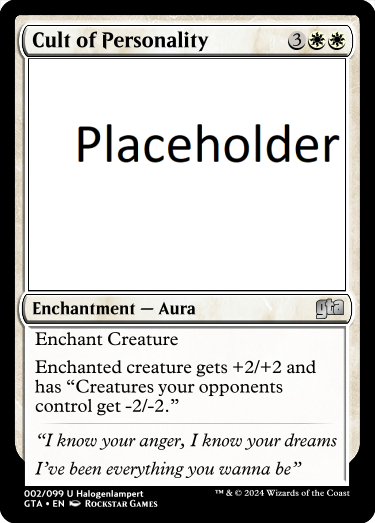 Cult of Personality 3
Placeholder
Enchantment — Aura gta
Enchant Creature
Enchanted creature gets +2/+2 and
has “Creatures your opponents
control get -2/-2.”
“I know your anger, I know your dreams
I’ve been everything you wanna be”
002/099 U Halogenlampert ™ & © 2024 Wizards of the Coast
GTA • EN Rockstar Games